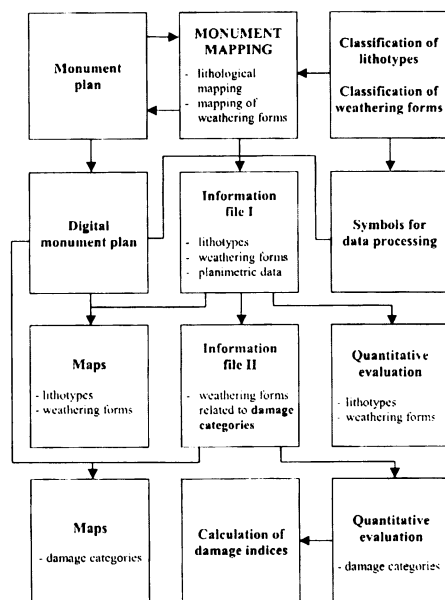 Monument
plan
MONUMENT
MAPPING
- lithological
mapping
- mapping of
weathering forms
Classification of
lithotypes
Classification of
weathering forms
Digital
monument plan
Information
file I
- lithotypes
- weathering forms
- planimetric data
Symbols for
data processing
Maps
- lithotypes
- weathering forms
Information
file II
- weathering forms
related to damage
categories
Quantitative
evaluation
- lithotypes
- weathering forms
Maps
- damage categories
Calculation of
damage indices
Quantitative
evaluation
- damage categories